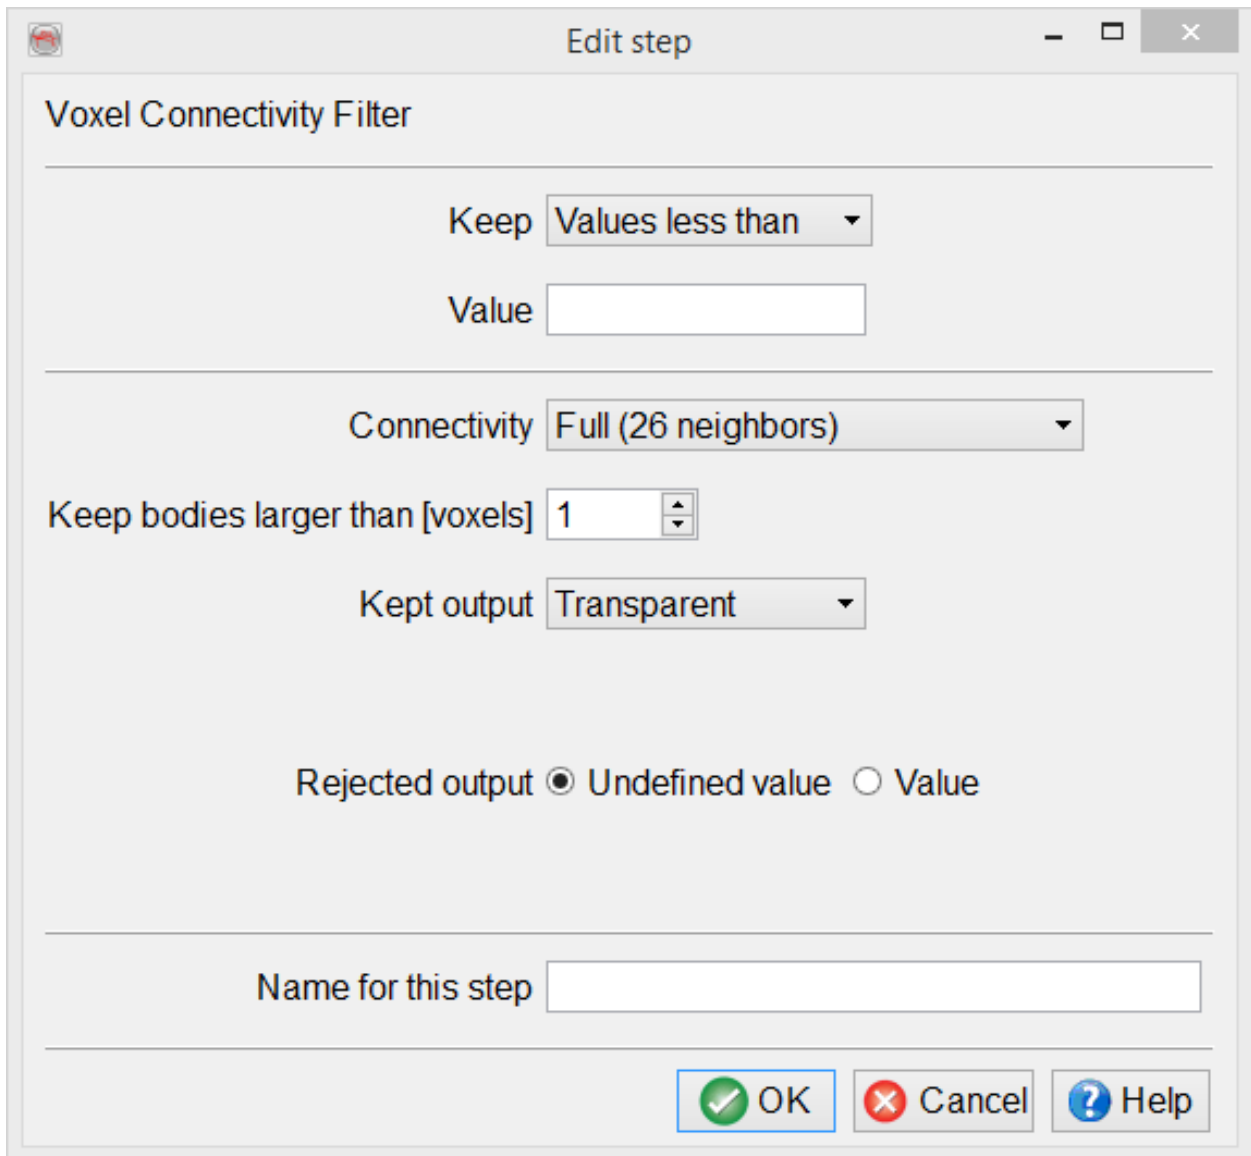 Edit step
Voxel Connectivity Filter
Keep Values less than
Value
Connectivity Full (26 neighbors)
Keep bodies larger than [voxels] 1
Kept output Transparent
Rejected output Undefined value Value
Name for this step
OK Cancel Help